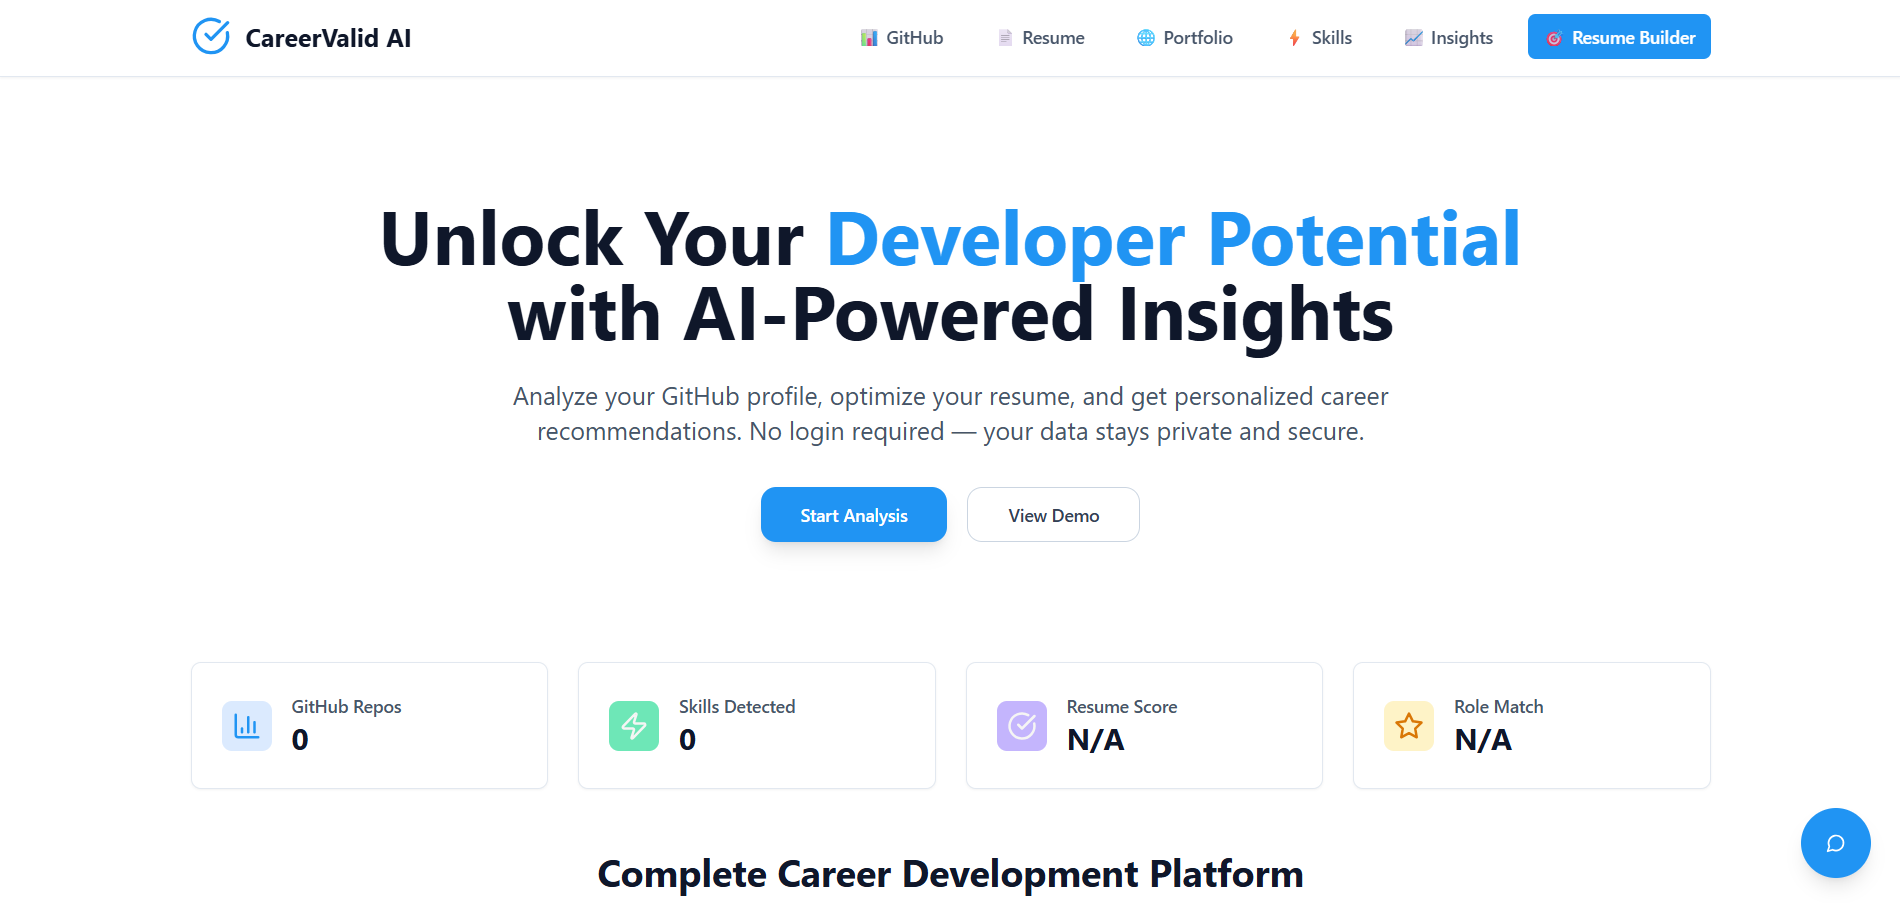 CareerValid AI
GitHub
Resume
Portfolio
Skills
Insights
Resume Builder
Unlock Your Developer Potential
with AI-Powered Insights
Analyze your GitHub profile, optimize your resume, and get personalized career
recommendations. No login required — your data stays private and secure.
Start Analysis
View Demo
GitHub Repos
0
Skills Detected
0
Resume Score
N/A
Role Match
N/A
Complete Career Development Platform